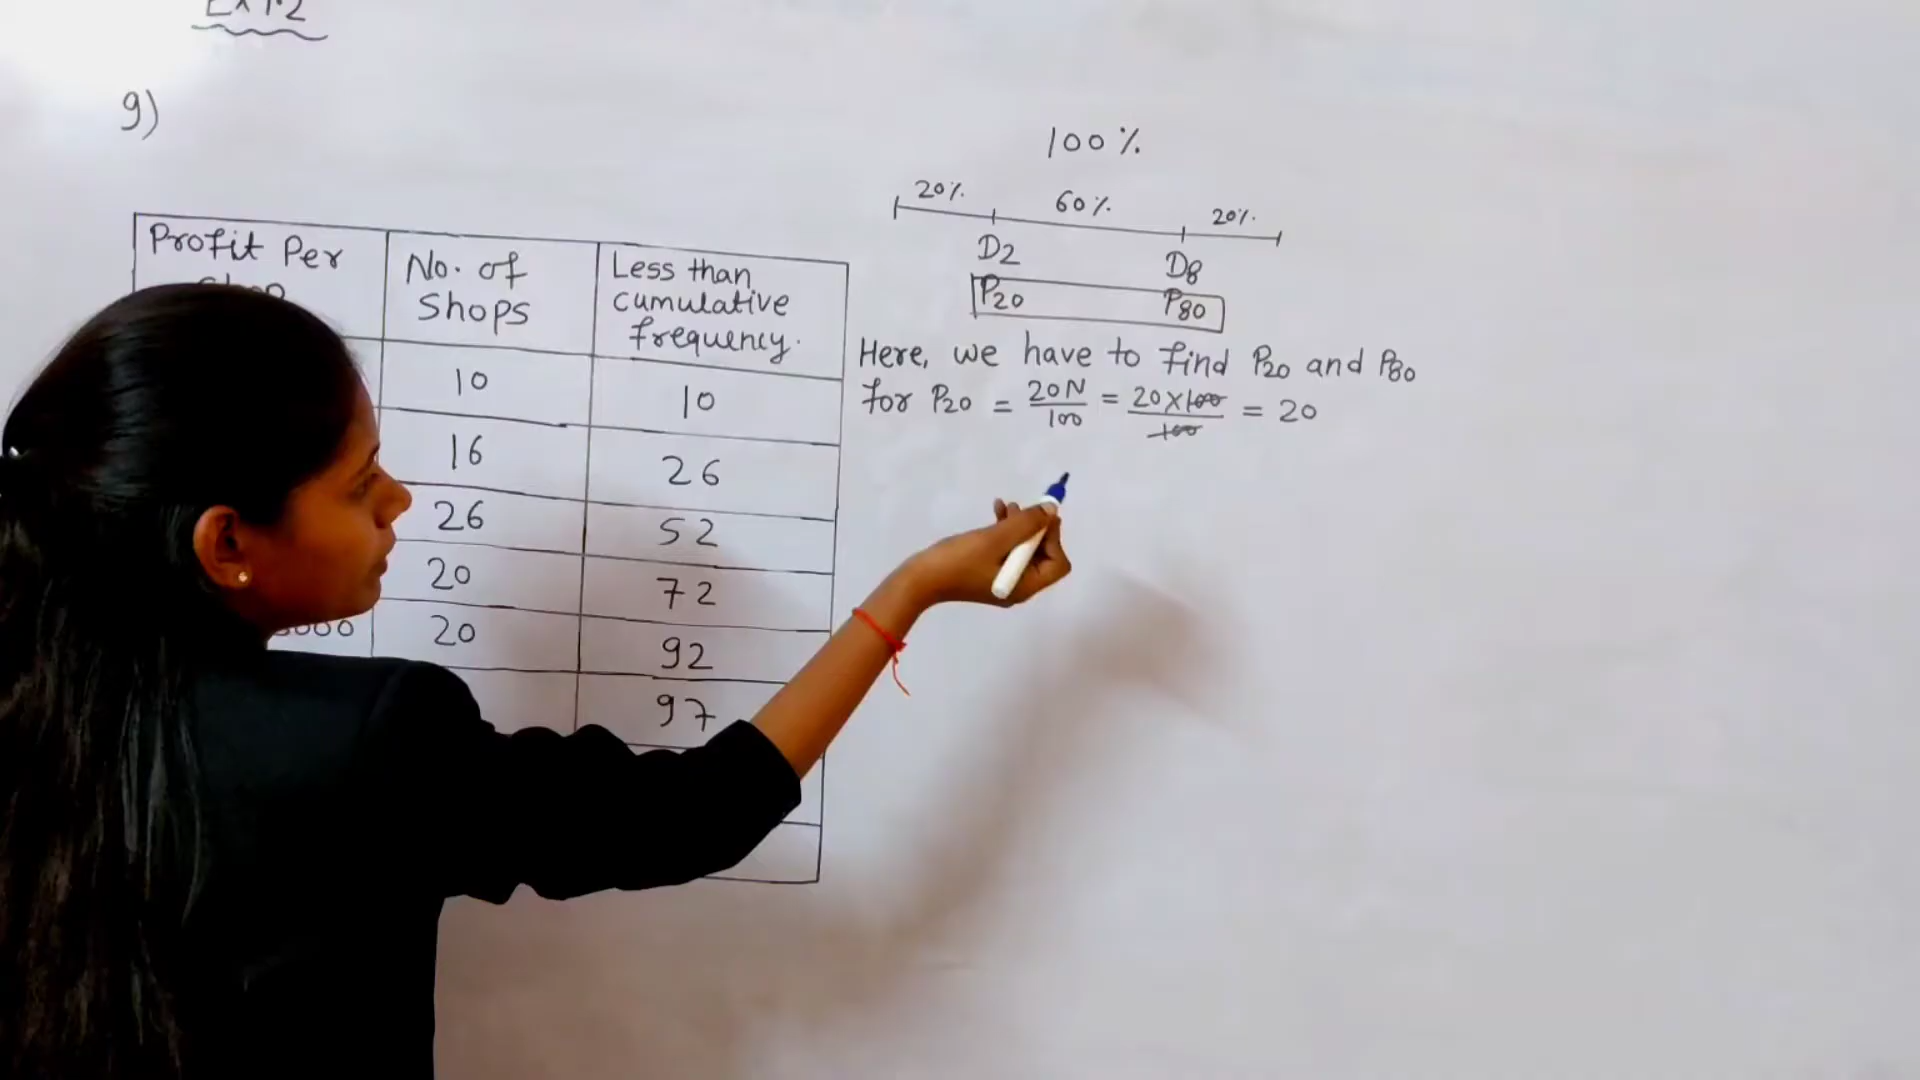 Ex 1.2
9)
Profit Per
Shop
No. of
Shops
Less than
cumulative
frequency.
10
10
16
26
26
52
20
72
20
92
97
100%
20% 60% 20%
D2 D8
P20 P80
Here, we have to find P20 and P80
for P20 = 20N/100 = 20×100/100 = 20